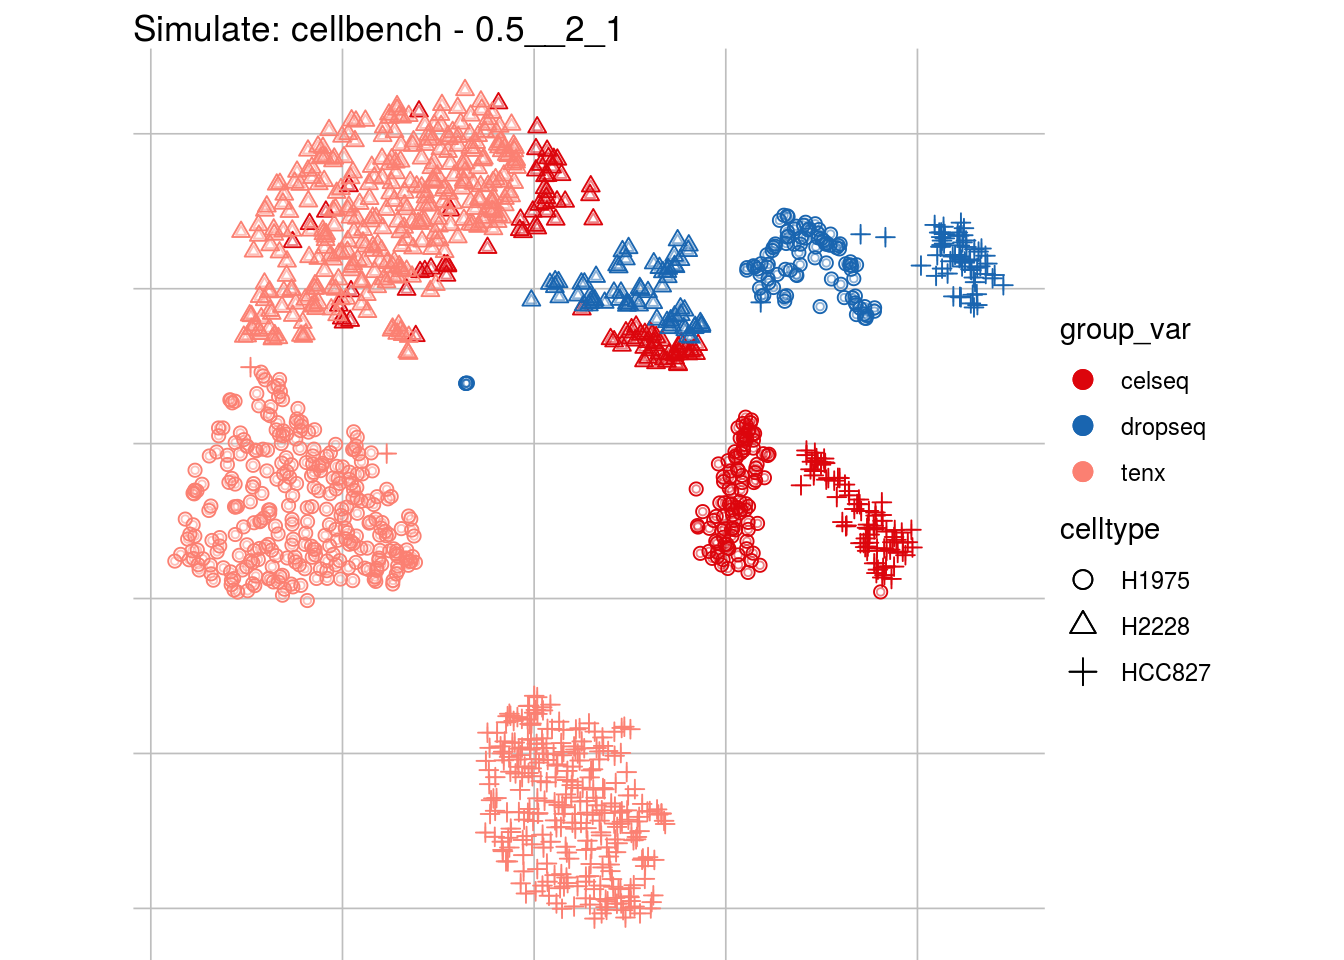 Simulate: cellbench - 0.5__2_1
group_var
celseq
dropseq
tenx
celltype
H1975
H2228
HCC827